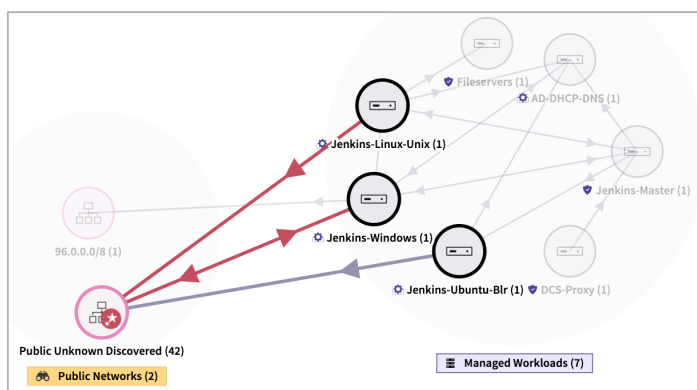 Fileservers (1)
AD-DHCP-DNS (1)
Jenkins-Linux-Unix (1)
Jenkins-Master (1)
Jenkins-Windows (1)
96.0.0.0/8 (1)
Jenkins-Ubuntu-Blr (1)
DCS-Proxy (1)
Public Unknown Discovered (42)
Public Networks (2)
Managed Workloads (7)